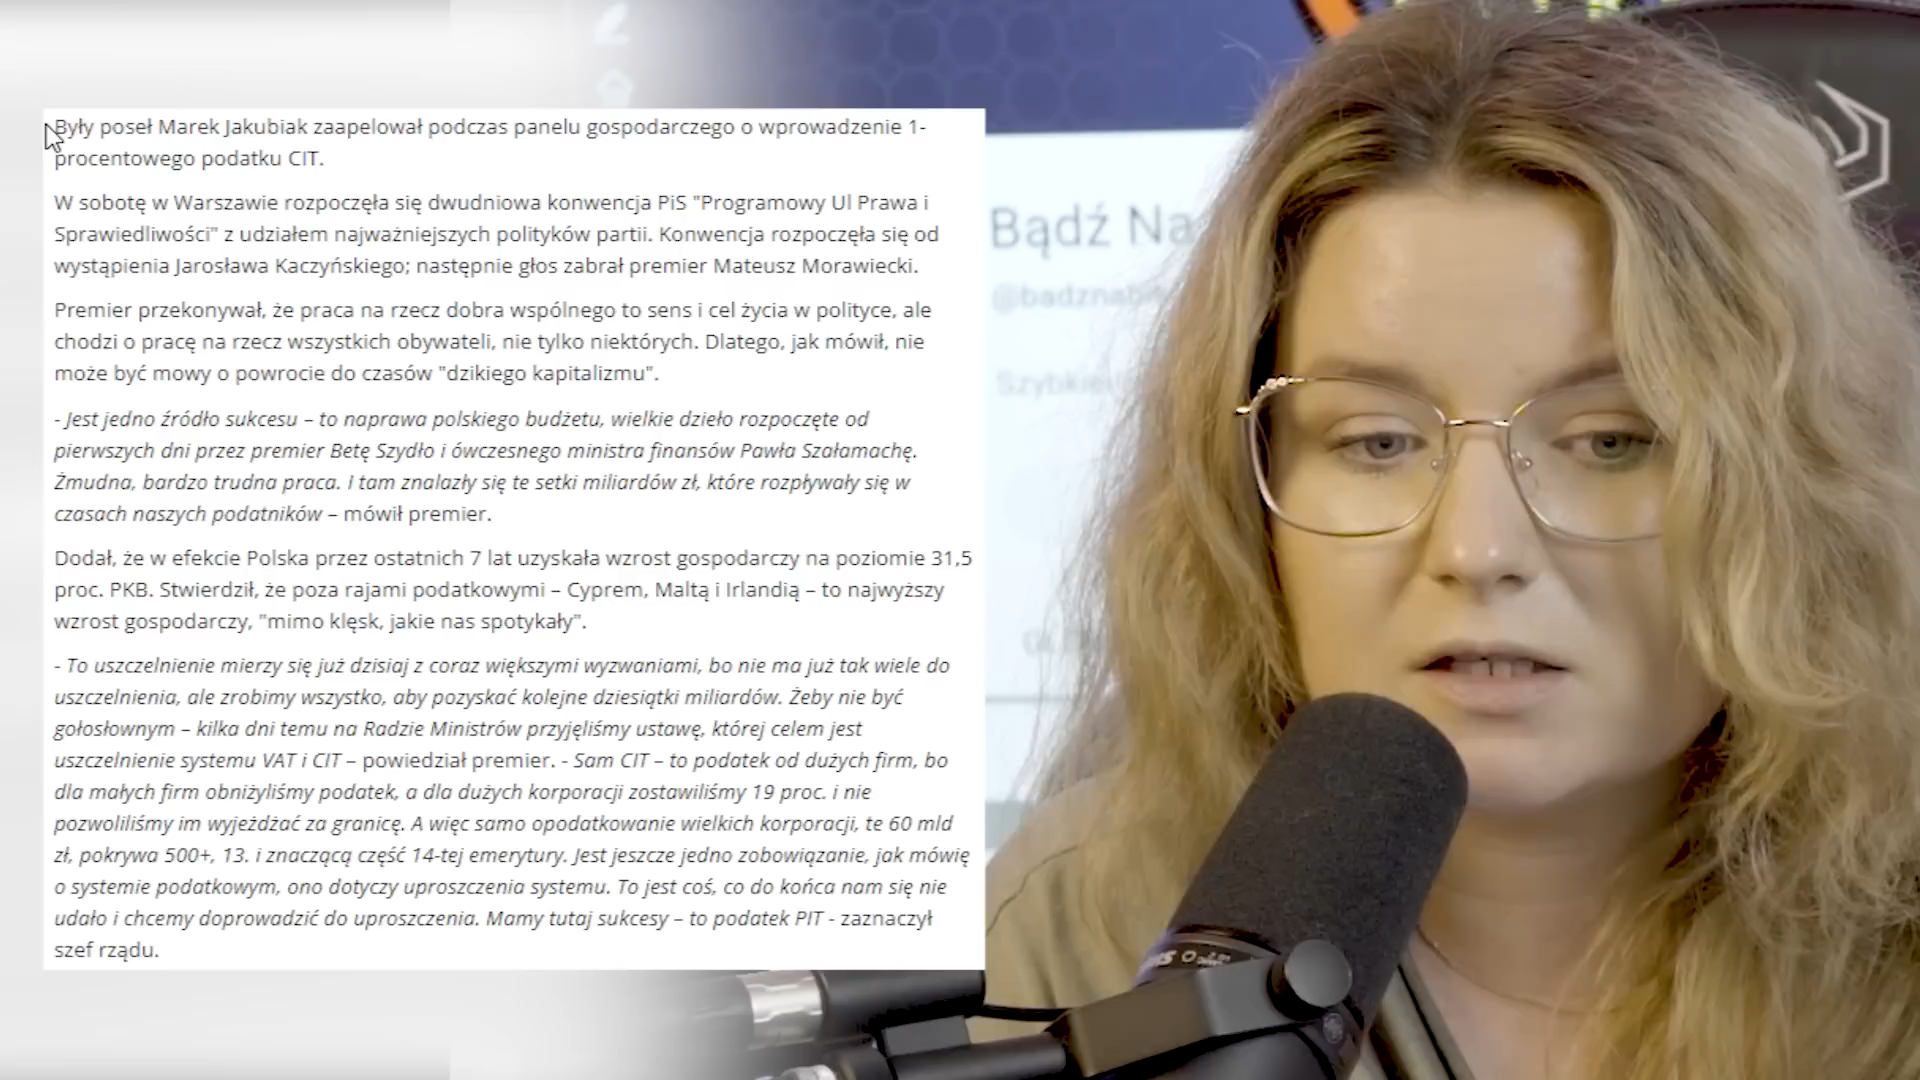 Były poseł Marek Jakubiak zaapelował podczas panelu gospodarczego o wprowadzenie 1-
procentowego podatku CIT.
W sobotę w Warszawie rozpoczęła się dwudniowa konwencja PiS "Programowy Ul Prawa i
Sprawiedliwości" z udziałem najważniejszych polityków partii. Konwencja rozpoczęła się od
wystąpienia Jarosława Kaczyńskiego; następnie głos zabrał premier Mateusz Morawiecki.
Premier przekonywał, że praca na rzecz dobra wspólnego to sens i cel życia w polityce, ale
chodzi o pracę na rzecz wszystkich obywateli, nie tylko niektórych. Dlatego, jak mówił, nie
może być mowy o powrocie do czasów "dzikiego kapitalizmu".
- Jest jedno źródło sukcesu – to naprawa polskiego budżetu, wielkie dzieło rozpoczęte od
pierwszych dni przez premier Betę Szydło i ówczesnego ministra finansów Pawła Szałamachę.
Żmudna, bardzo trudna praca. I tam znalazły się te setki miliardów zł, które rozpływały się w
czasach naszych podatników – mówił premier.
Dodał, że w efekcie Polska przez ostatnich 7 lat uzyskała wzrost gospodarczy na poziomie 31,5
proc. PKB. Stwierdził, że poza rajami podatkowymi – Cyprem, Maltą i Irlandią – to najwyższy
wzrost gospodarczy, "mimo klęsk, jakie nas spotykały".
- To uszczelnienie mierzy się już dzisiaj z coraz większymi wyzwaniami, bo nie ma już tak wiele do
uszczelnienia, ale zrobimy wszystko, aby pozyskać kolejne dziesiątki miliardów. Żeby nie być
gołosłownym – kilka dni temu na Radzie Ministrów przyjęliśmy ustawę, której celem jest
uszczelnienie systemu VAT i CIT – powiedział premier. - Sam CIT – to podatek od dużych firm, bo
dla małych firm obniżyliśmy podatek, a dla dużych korporacji zostawiliśmy 19 proc. i nie
pozwoliliśmy im wyjeżdżać za granicę. A więc samo opodatkowanie wielkich korporacji, te 60 mld
zł, pokrywa 500+, 13. i znaczącą część 14-tej emerytury. Jest jeszcze jedno zobowiązanie, jak mówię
o systemie podatkowym, ono dotyczy uproszczenia systemu. To jest coś, co do końca nam się nie
udało i chcemy doprowadzić do uproszczenia. Mamy tutaj sukcesy – to podatek PIT - zaznaczył
szef rządu.
Bądź Na